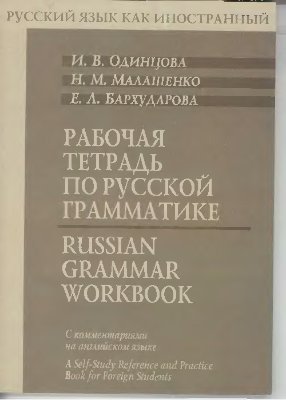 РУССКИЙ ЯЗЫК КАК ИНОСТРАННЫЙ
И. В. ОДИНЦОВА
Н. М. МАЛАШЕНКО
Е. Л. БАРХУДАРОВА
РАБОЧАЯ
ТЕТРАДЬ
ПО РУССКОЙ
ГРАММАТИКЕ
RUSSIAN
GRAMMAR
WORKBOOK
С комментариями
на английском языке
A Self-Study Reference and Practice
Book for Foreign Students